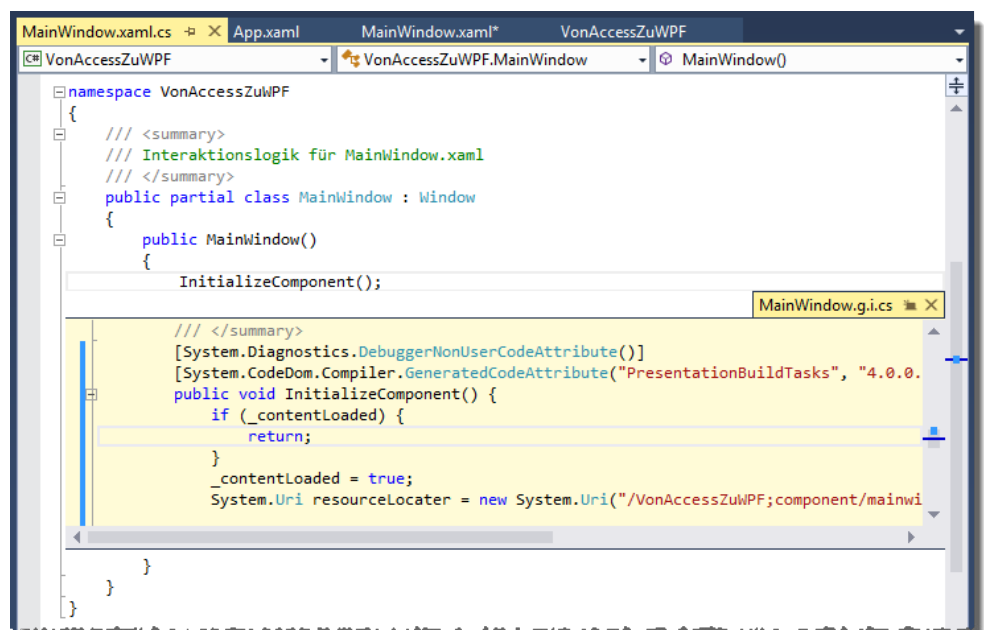 MainWindow.xaml.cs App.xaml MainWindow.xaml* VonAccessZuWPF
C# VonAccessZuWPF VonAccessZuWPF.MainWindow MainWindow()
namespace VonAccessZuWPF
{
/// <summary>
/// Interaktionslogik für MainWindow.xaml
/// </summary>
public partial class MainWindow : Window
{
public MainWindow()
{
InitializeComponent();
MainWindow.g.i.cs
/// </summary>
[System.Diagnostics.DebuggerNonUserCodeAttribute()]
[System.CodeDom.Compiler.GeneratedCodeAttribute("PresentationBuildTasks", "4.0.0.
public void InitializeComponent() {
if (_contentLoaded) {
return;
}
_contentLoaded = true;
System.Uri resourceLocater = new System.Uri("/VonAccessZuWPF;component/mainwi
}
}
}